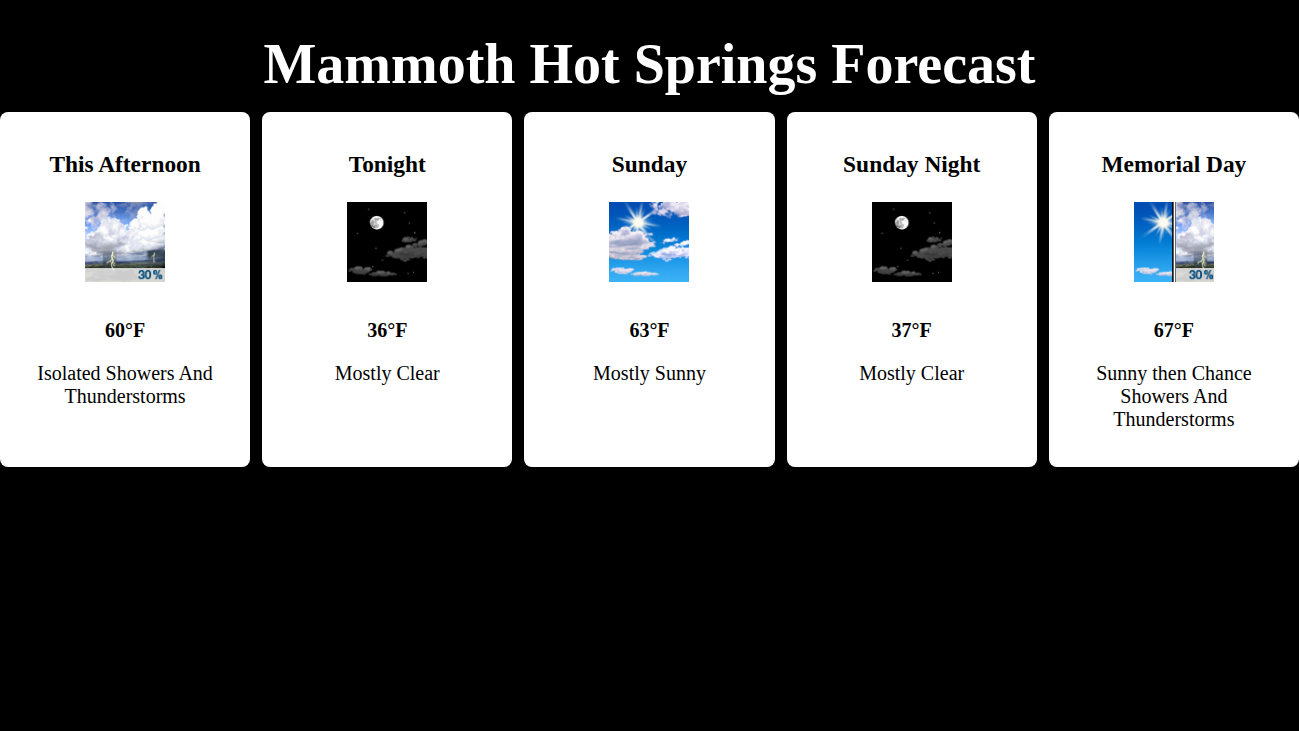 Mammoth Hot Springs Forecast
This Afternoon
30%
60°F
Isolated Showers And
Thunderstorms
Tonight
36°F
Mostly Clear
Sunday
63°F
Mostly Sunny
Sunday Night
37°F
Mostly Clear
Memorial Day
30%
67°F
Sunny then Chance
Showers And
Thunderstorms